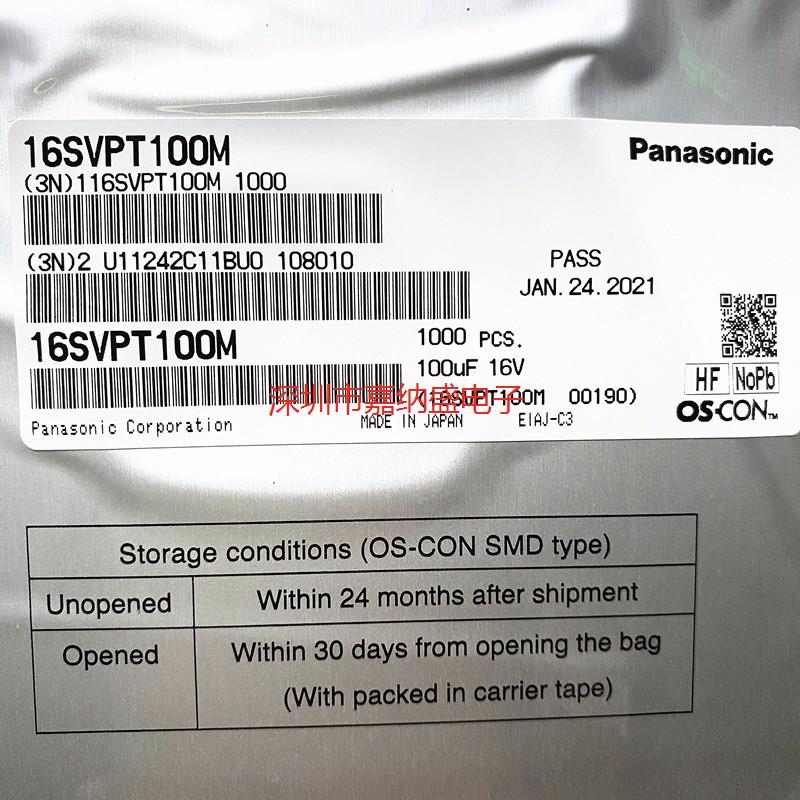 16SVPT100M
Panasonic
(3N)116SVPT100M 1000
(3N)2 U11242C11BU0 108010
PASS
JAN.24.2021
16SVPT100M
1000 PCS.
100uF 16V
HF NoPb
深圳市嘉纳盛电子
00190)
OS-CON™
Panasonic Corporation
MADE IN JAPAN
EIAJ-C3
Storage conditions (OS-CON SMD type)
Unopened Within 24 months after shipment
Opened Within 30 days from opening the bag
(With packed in carrier tape)